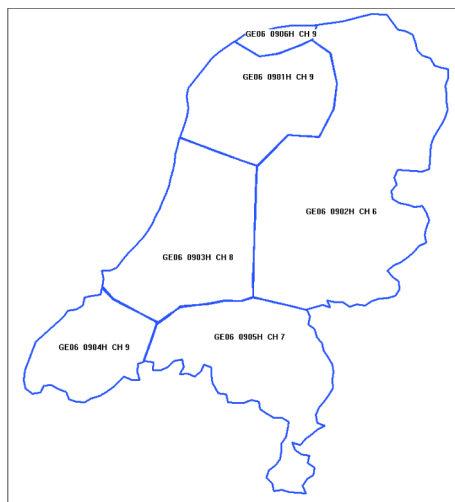 GE06 0906H CH 9
GE06 0901H CH 9
GE06 0902H CH 6
GE06 0903H CH 8
GE06 0904H CH 9
GE06 0905H CH 7